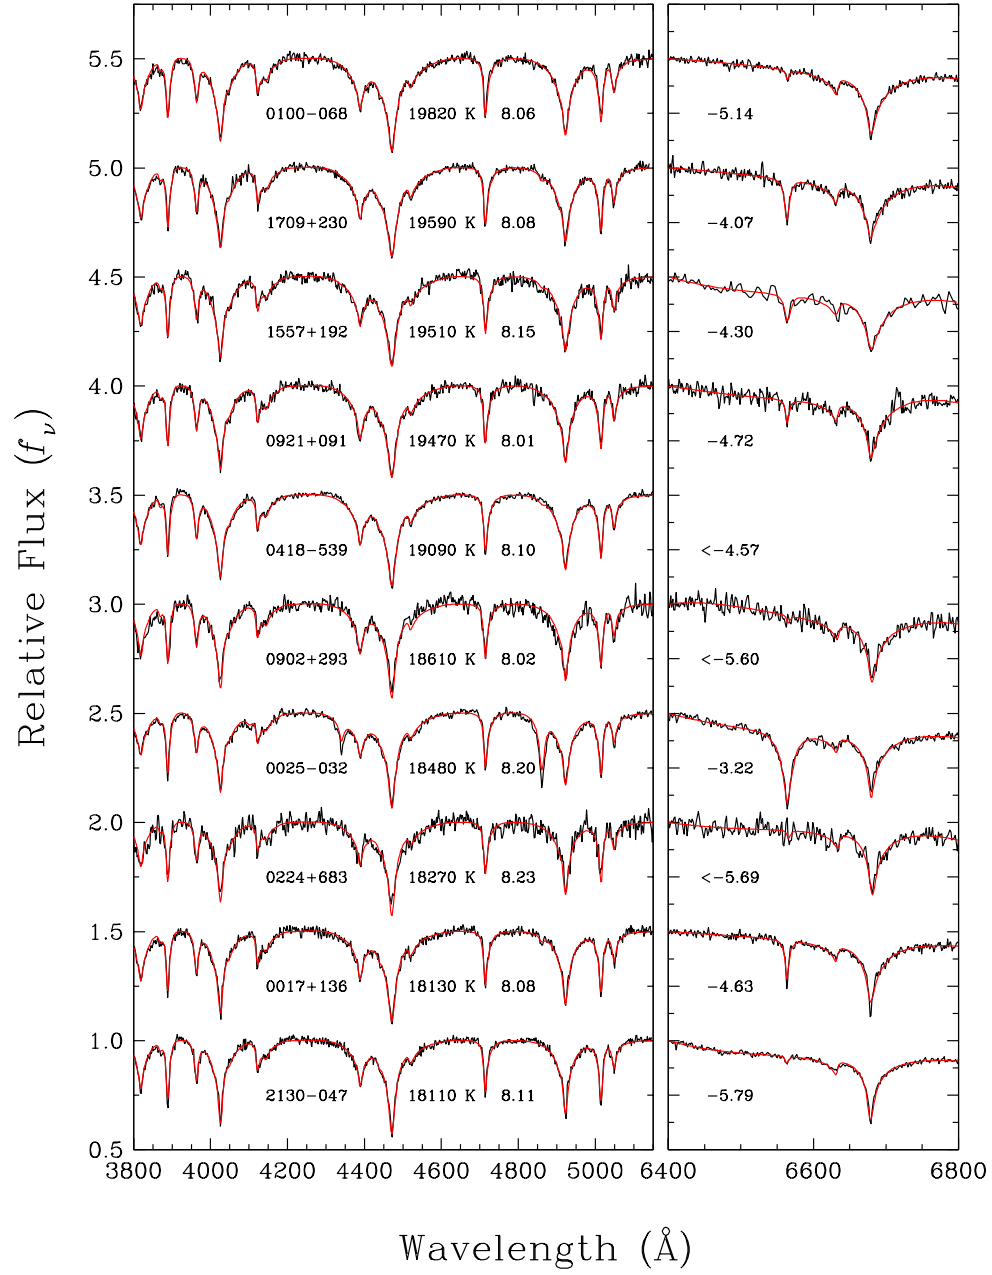 5.5
0100−068 19820 K 8.06 −5.14
5.0
1709+230 19590 K 8.08 −4.07
4.5
1557+192 19510 K 8.15 −4.30
4.0
0921+091 19470 K 8.01 −4.72
3.5
0418−539 19090 K 8.10 <−4.57
3.0
0902+293 18610 K 8.02 <−5.60
2.5
0025−032 18480 K 8.20 −3.22
2.0
0224+683 18270 K 8.23 <−5.69
1.5
0017+136 18130 K 8.08 −4.63
1.0
2130−047 18110 K 8.11 −5.79
0.5
Relative Flux (fν)
3800 4000 4200 4400 4600 4800 5000 6400 6600 6800
Wavelength (Å)